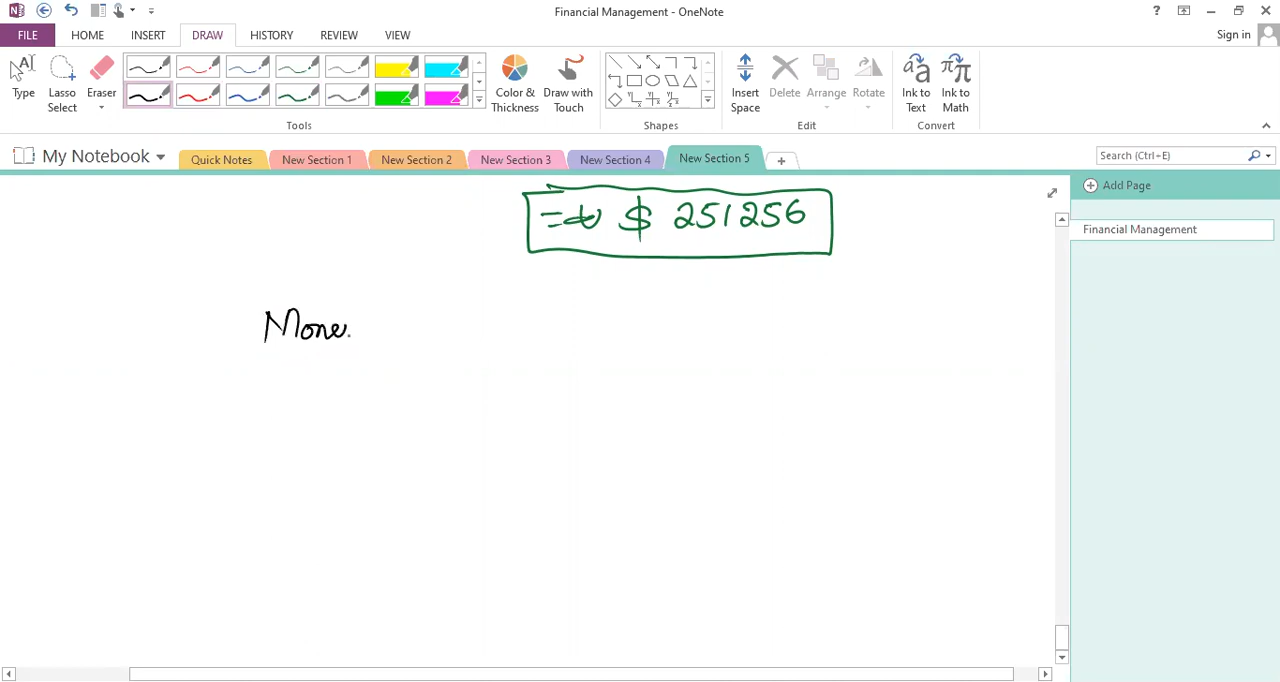 Financial Management - OneNote
?
FILE HOME INSERT DRAW HISTORY REVIEW VIEW
Sign in
Type
Lasso Select
Eraser
Color & Thickness
Draw with Touch
Insert Space
Delete
Arrange
Rotate
Ink to Text
Ink to Math
Tools Shapes Edit Convert
My Notebook Quick Notes New Section 1 New Section 2 New Section 3 New Section 4 New Section 5
Search (Ctrl+E)
Add Page
Financial Management
$ 251256
Mone